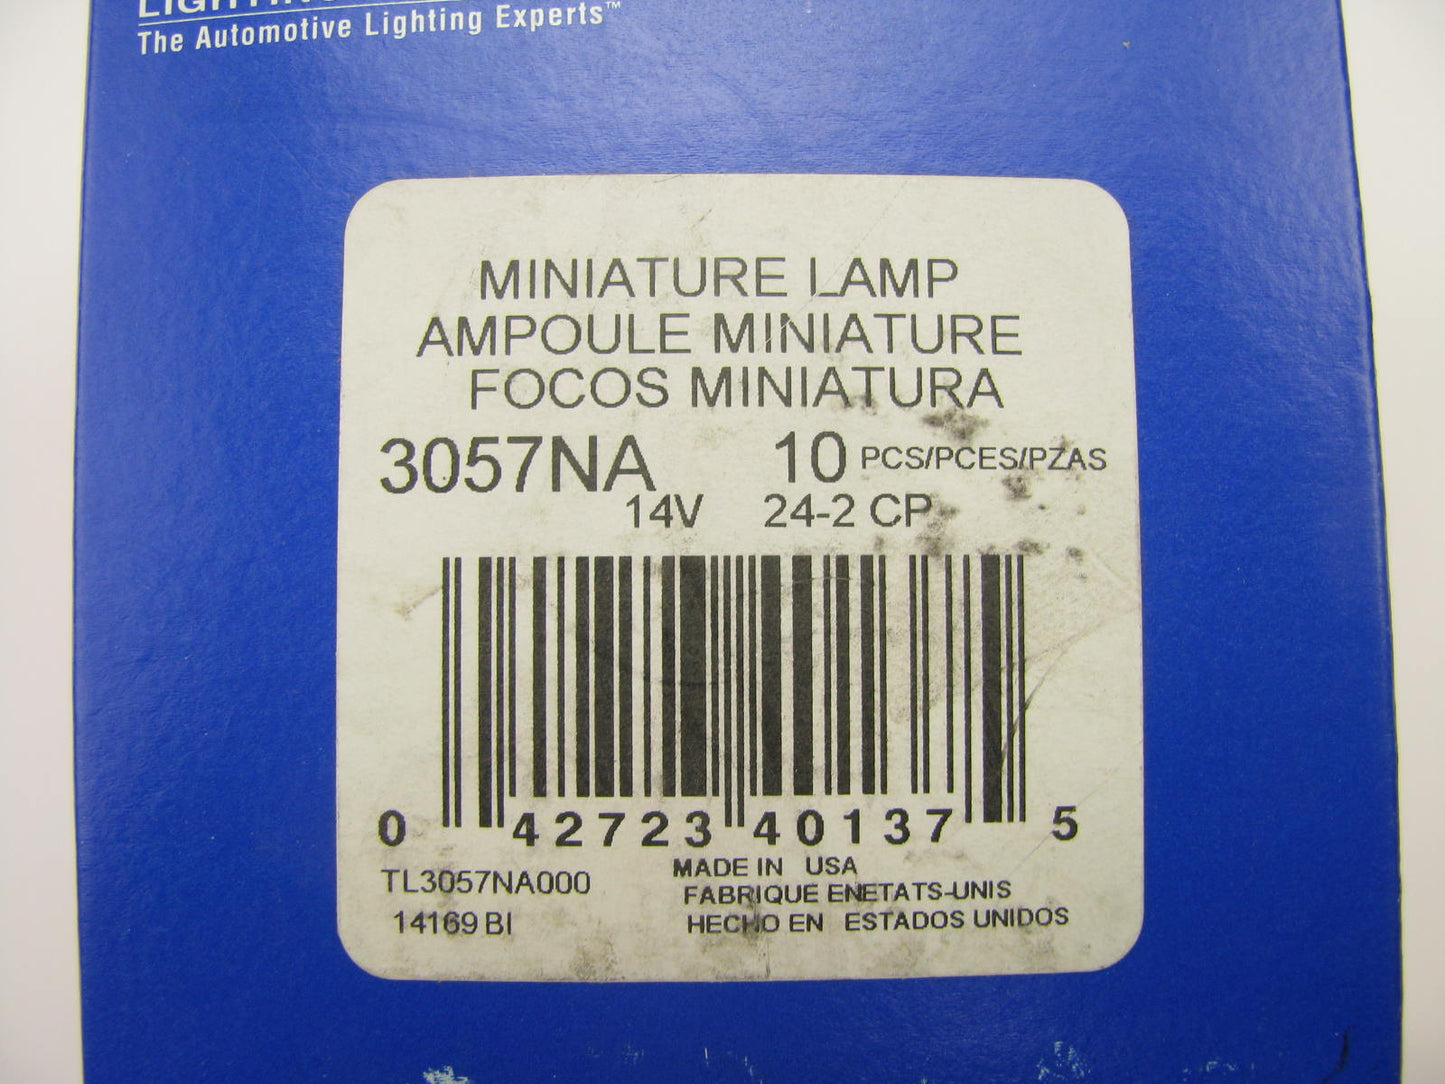 The Automotive Lighting Experts™
MINIATURE LAMP
AMPOULE MINIATURE
FOCOS MINIATURA
3057NA 10 PCS/PCES/PZAS
14V 24-2 CP
0 42723 40137 5
TL3057NA000
14169 BI
MADE IN USA
FABRIQUE ENETATS-UNIS
HECHO EN ESTADOS UNIDOS